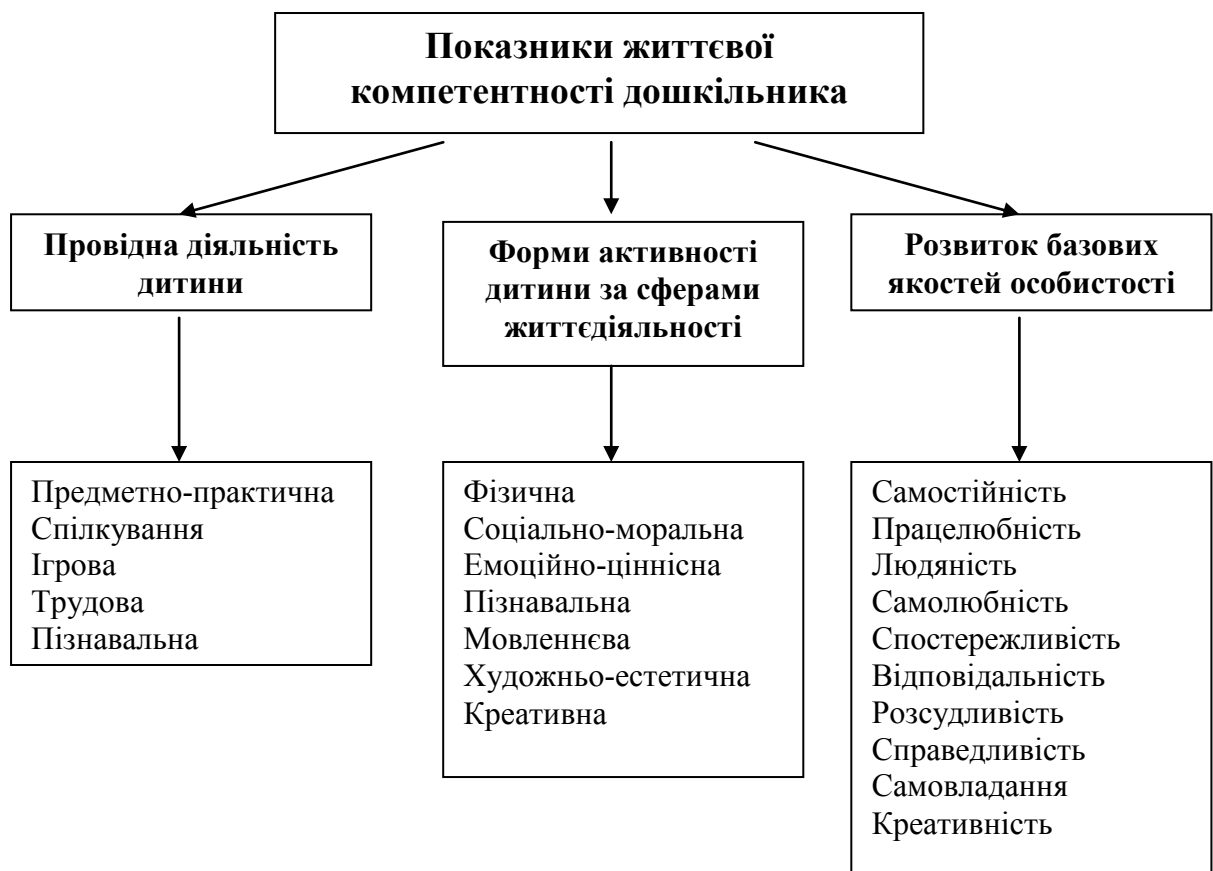 Показники життєвої
компетентності дошкільника
Провідна діяльність
дитини
Форми активності
дитини за сферами
життєдіяльності
Розвиток базових
якостей особистості
Предметно-практична
Спілкування
Ігрова
Трудова
Пізнавальна
Фізична
Соціально-моральна
Емоційно-ціннісна
Пізнавальна
Мовленнєва
Художньо-естетична
Креативна
Самостійність
Працелюбність
Людяність
Самолюбність
Спостережливість
Відповідальність
Розсудливість
Справедливість
Самовладання
Креативність